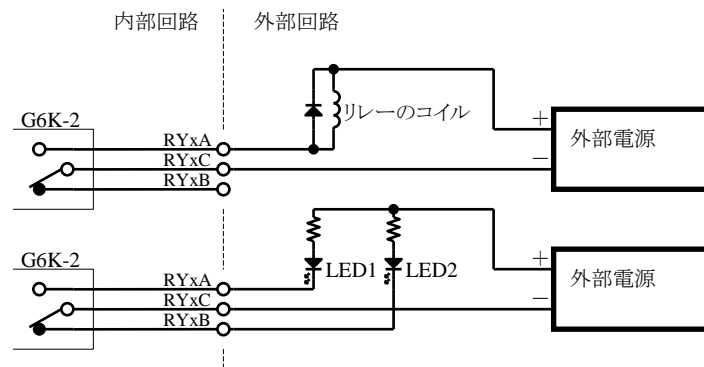 内部回路
外部回路
G6K-2
RYxA
RYxC
RYxB
リレーのコイル
+
−
外部電源
G6K-2
RYxA
RYxC
RYxB
LED1
LED2
+
−
外部電源